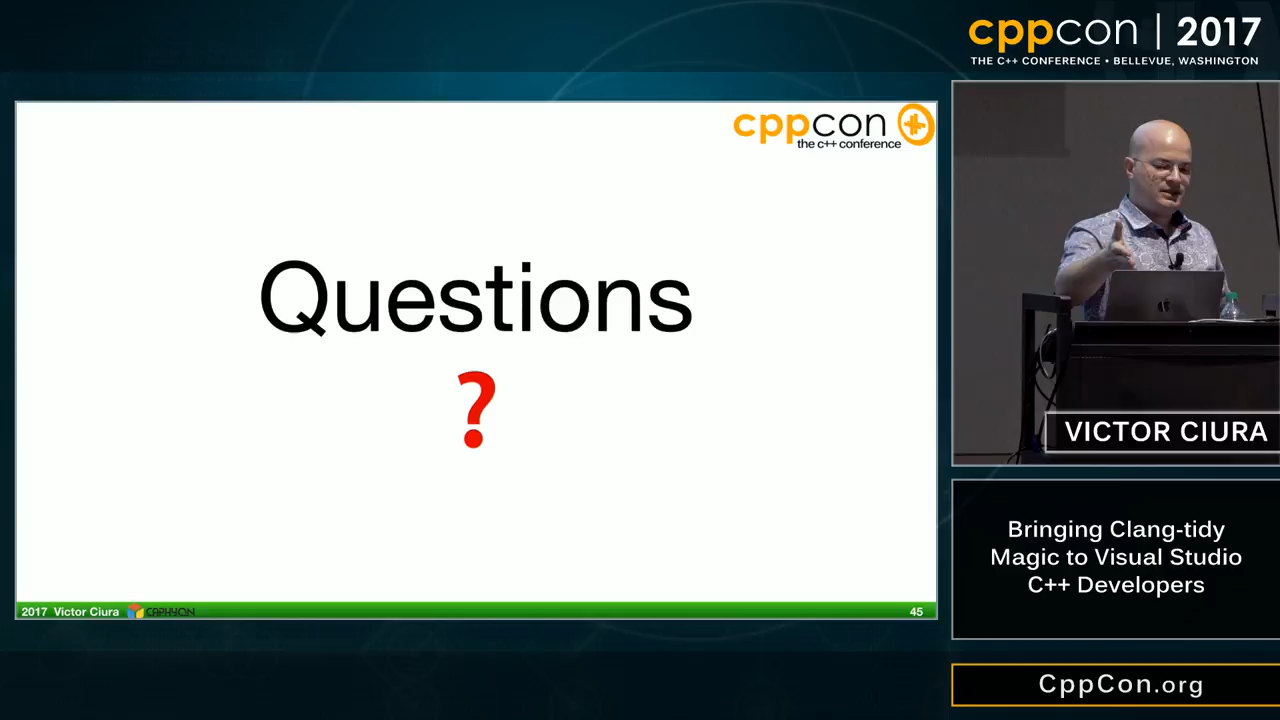 cppcon | 2017
THE C++ CONFERENCE • BELLEVUE, WASHINGTON
cppcon
the c++ conference
Questions
?
2017 Victor Ciura CAPHYON
45
VICTOR CIURA
Bringing Clang-tidy
Magic to Visual Studio
C++ Developers
CppCon.org